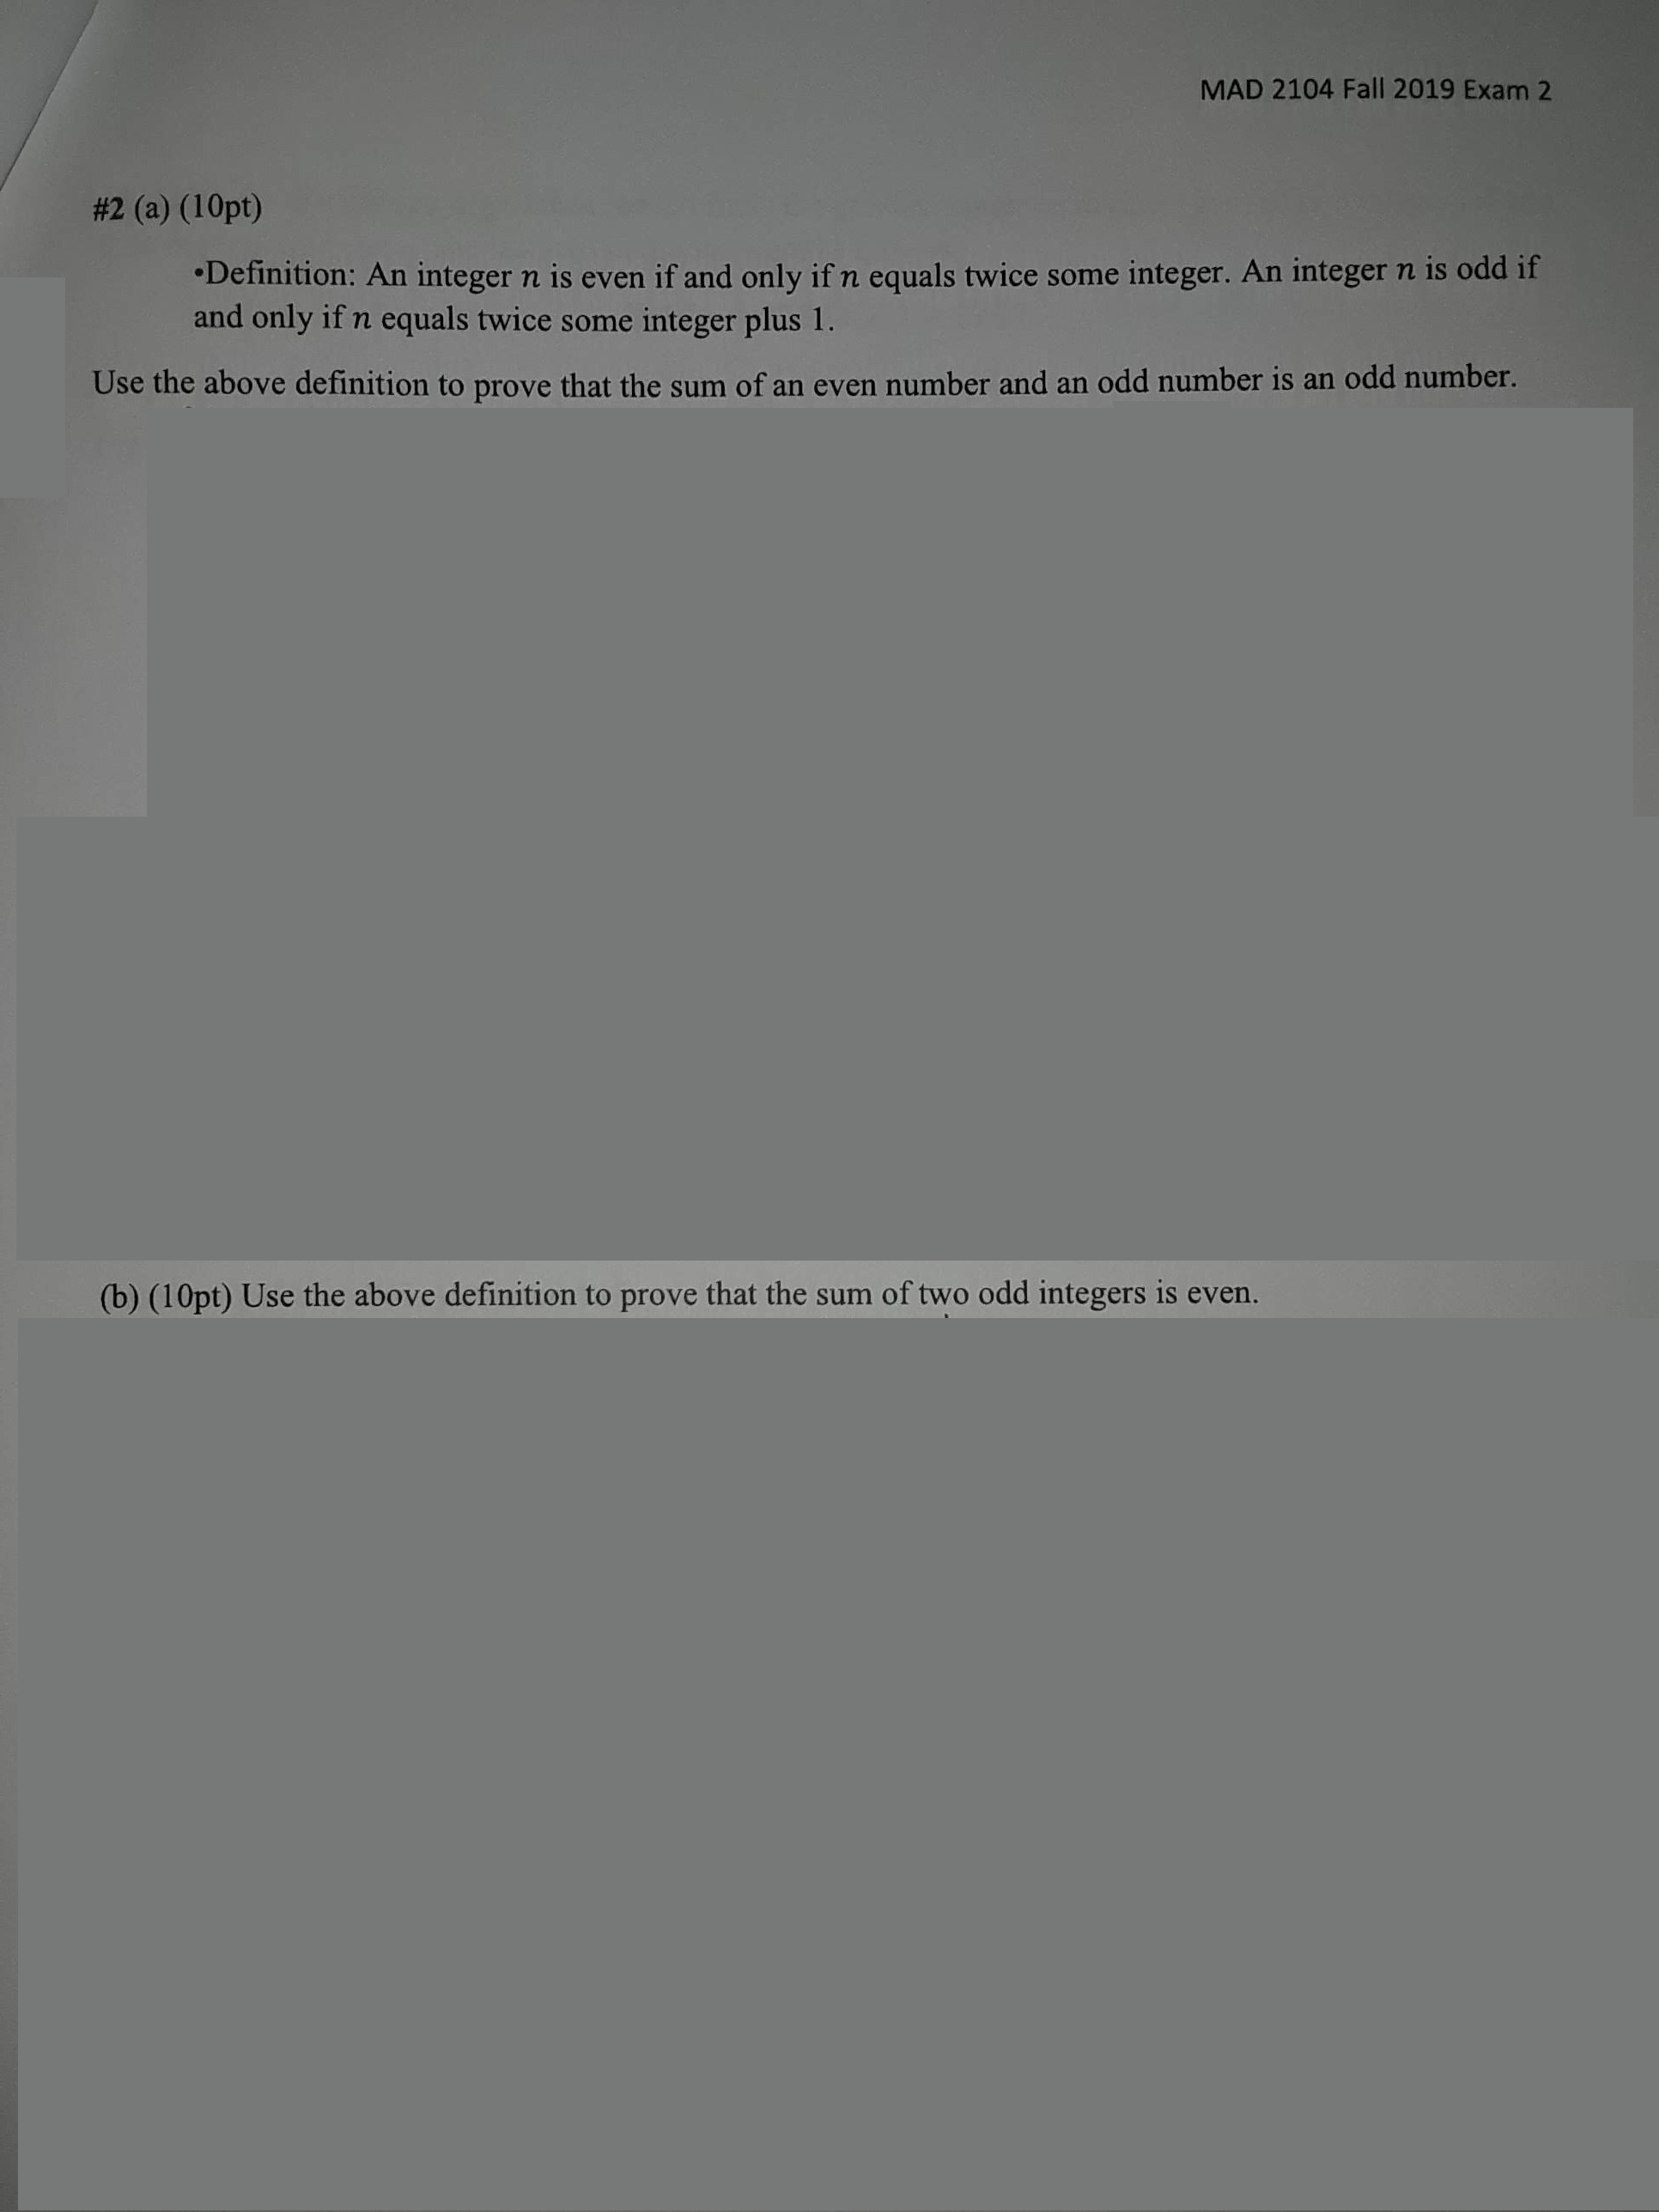 MAD 2104 Fall 2019 Exam 2
#2 (a) (10pt)
•Definition: An integer n is even if and only if n equals twice some integer. An integer n is odd if
and only if n equals twice some integer plus 1.
Use the above definition to prove that the sum of an even number and an odd number is an odd number.
(b) (10pt) Use the above definition to prove that the sum of two odd integers is even.